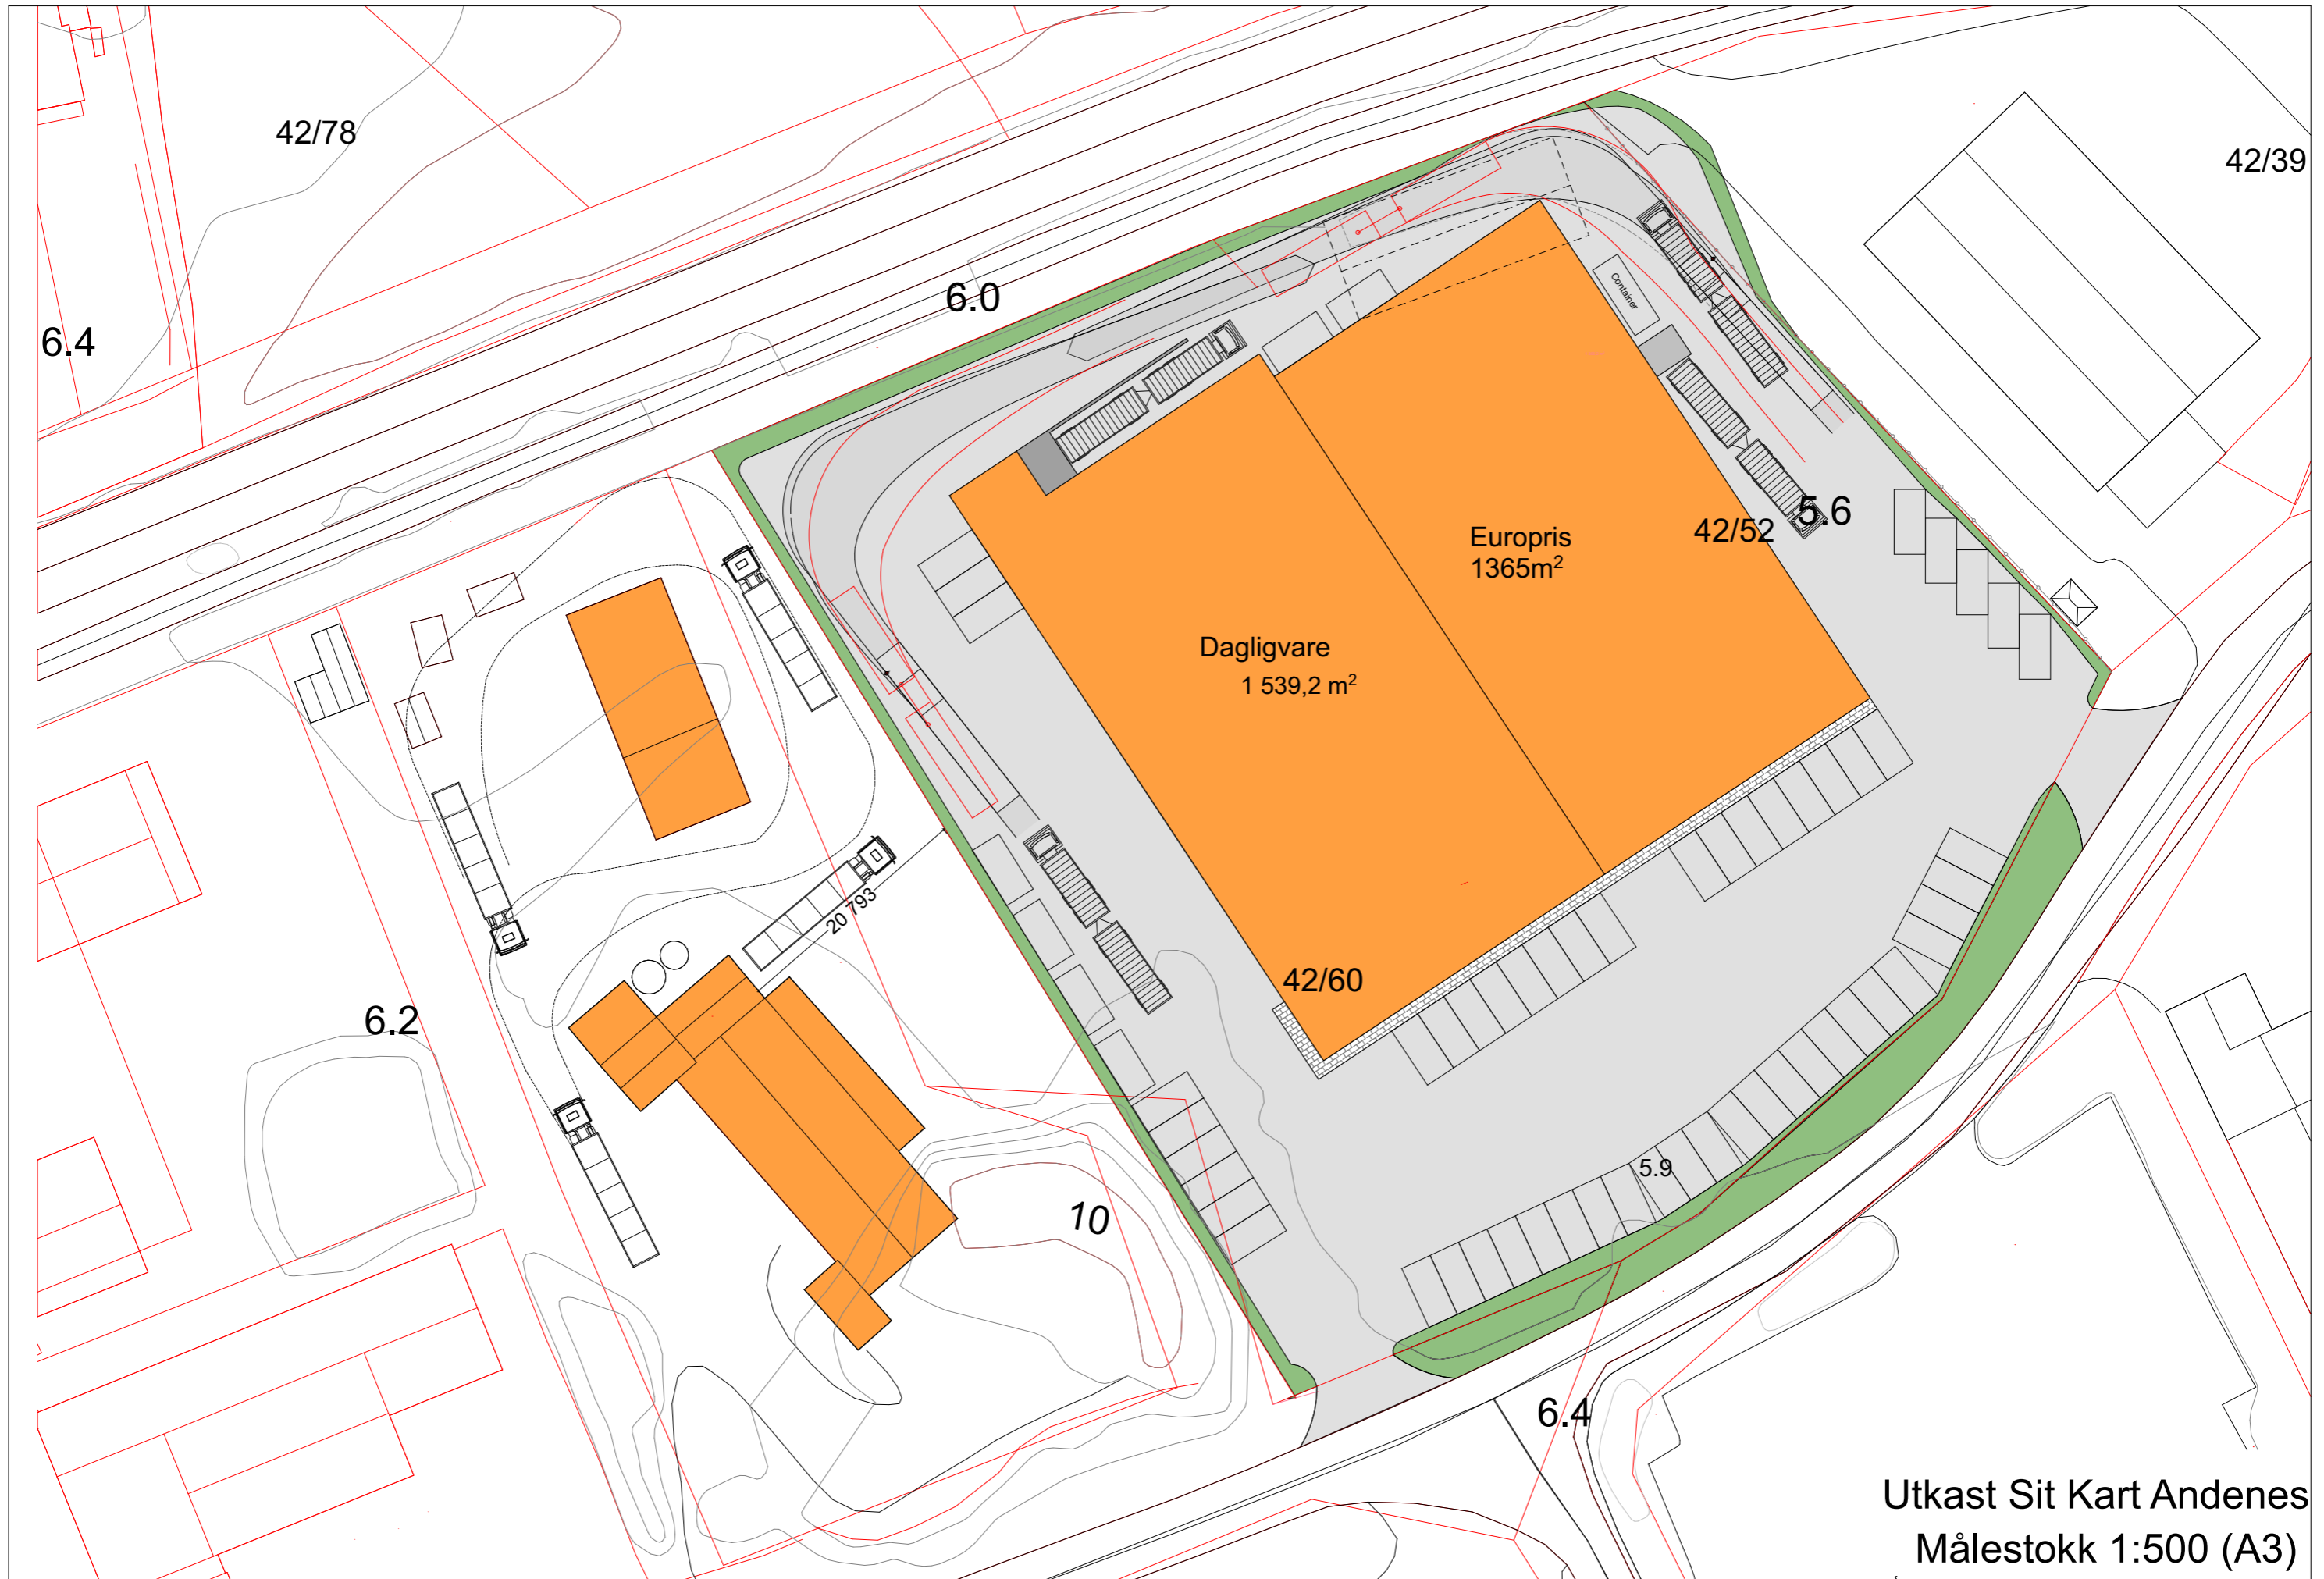 42/78
42/39
6.0
6.4
Container
42/52
5.6
Europris
1365m²
Dagligvare
1 539,2 m²
20 793
42/60
6.2
5.9
10
6.4
Utkast Sit Kart Andenes
Målestokk 1:500 (A3)